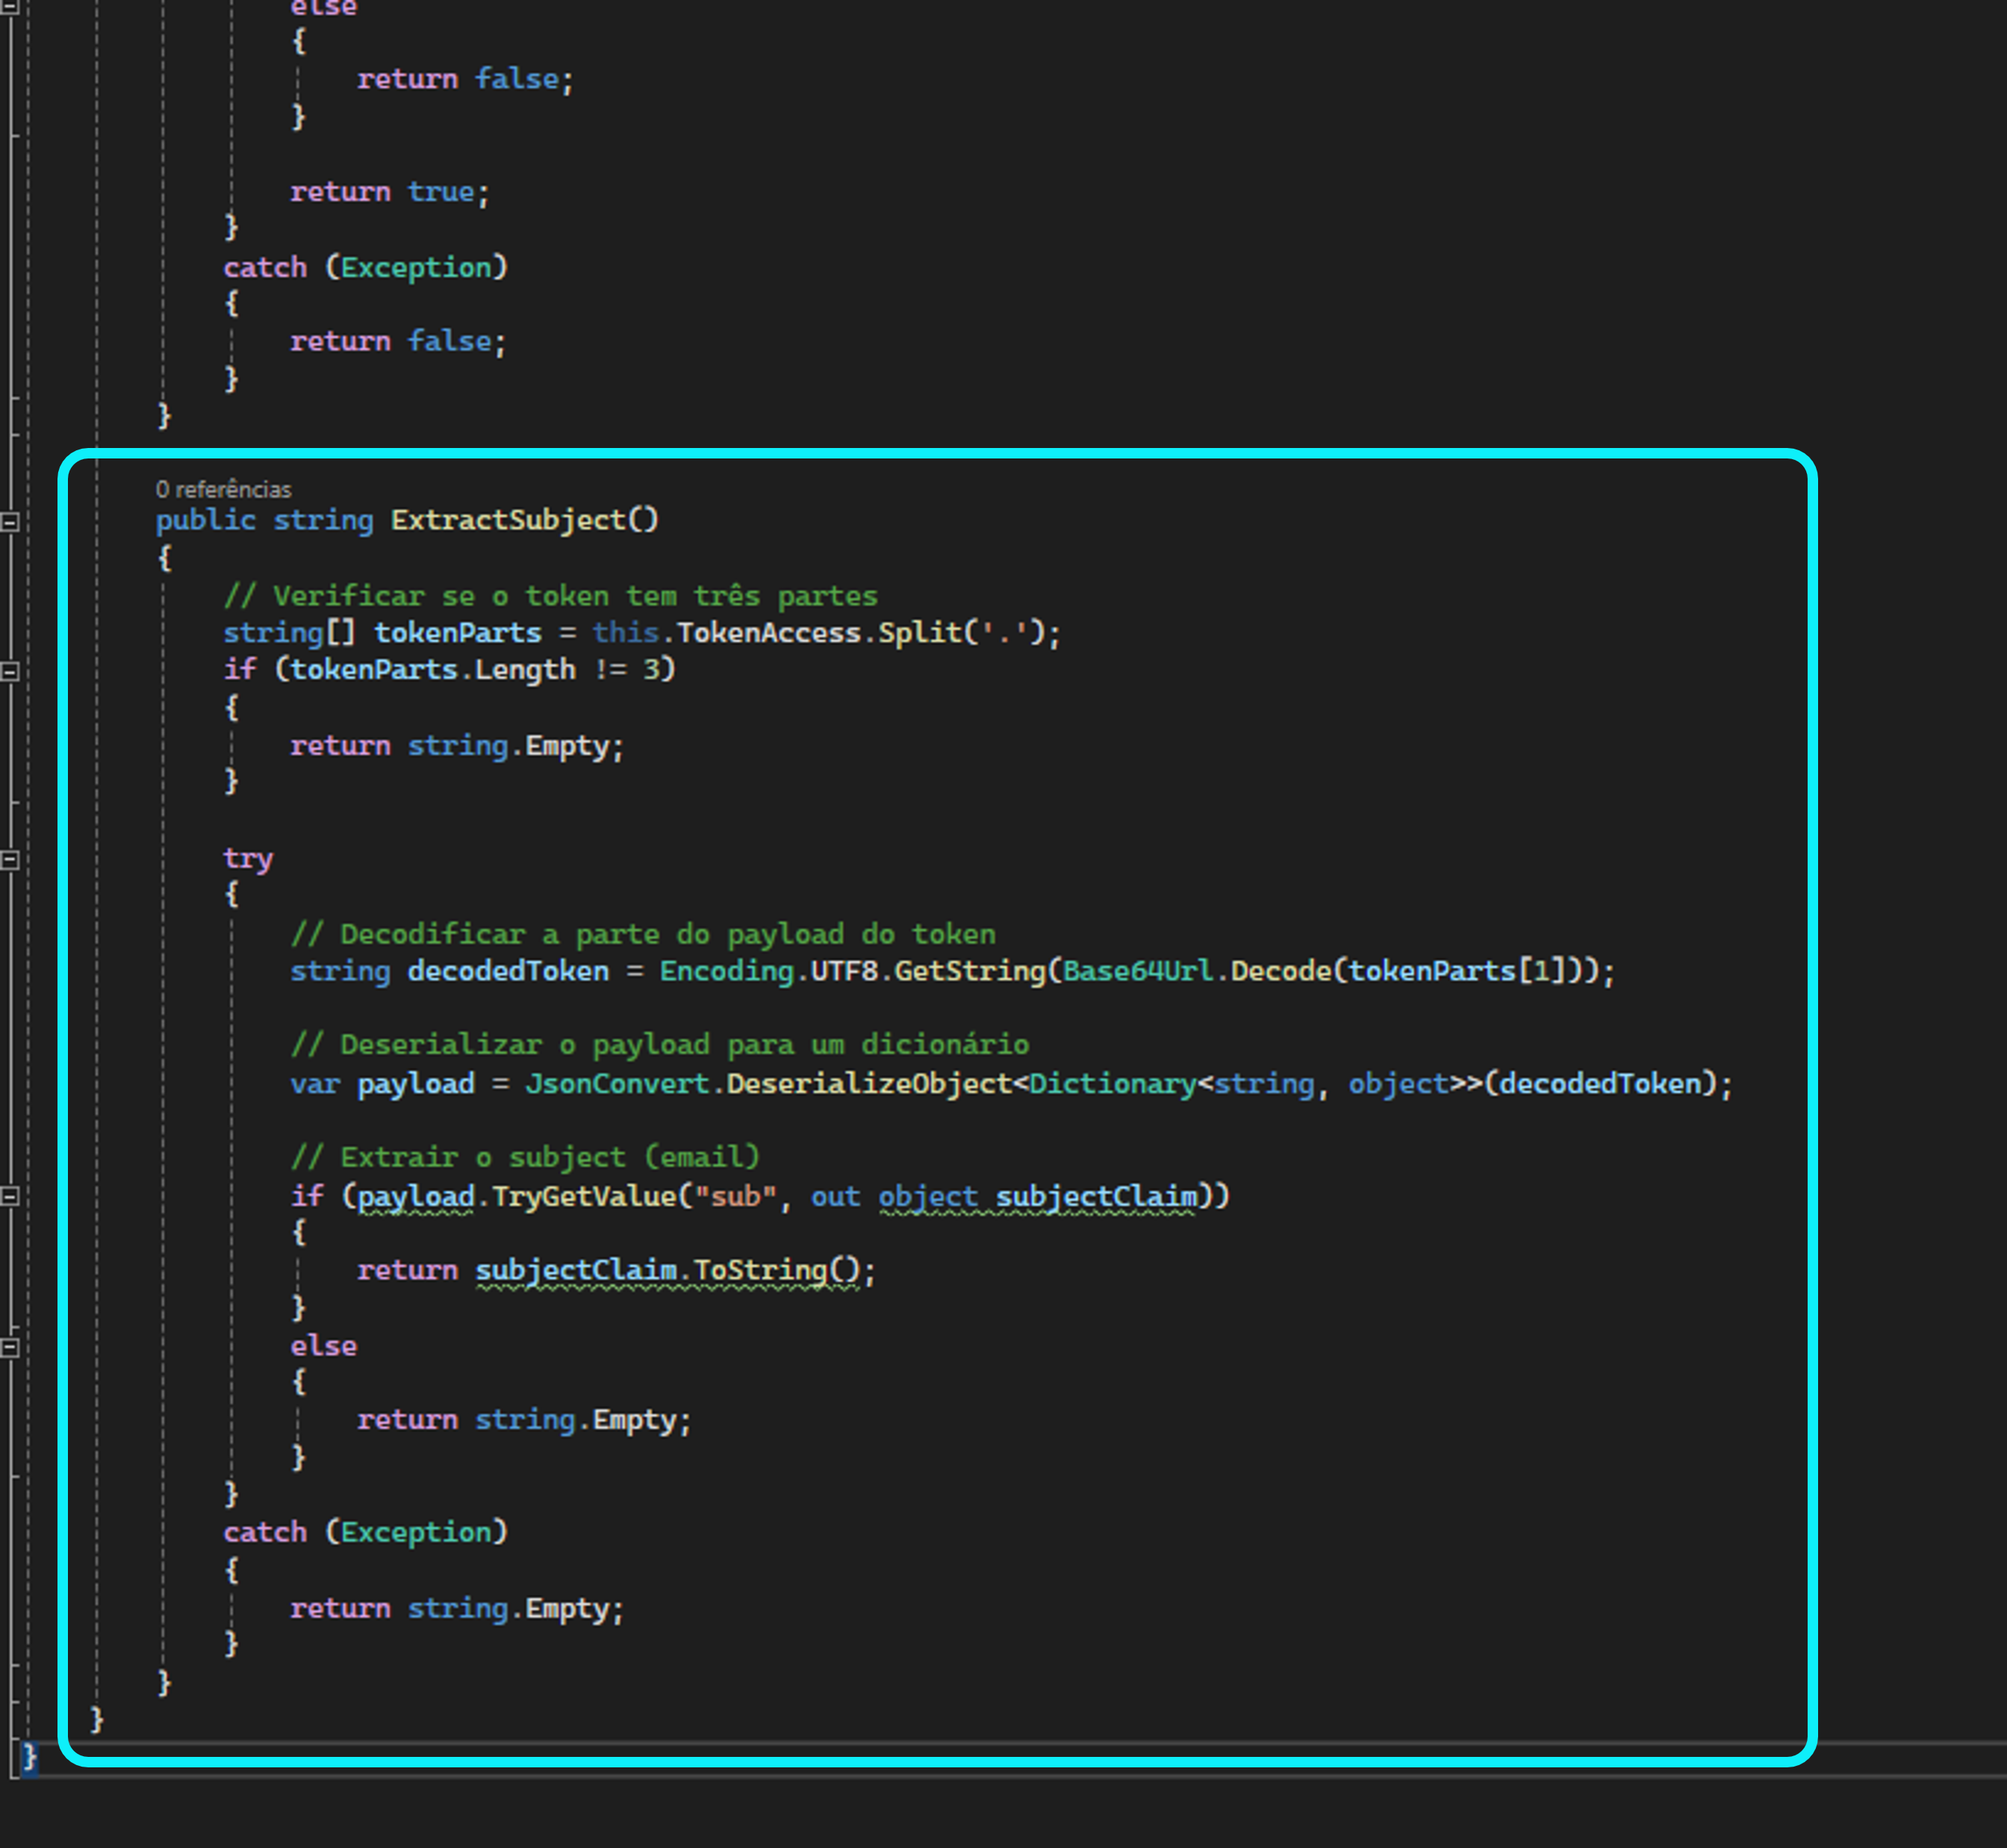 else
{
return false;
}
return true;
}
catch (Exception)
{
return false;
}
}
0 referências
public string ExtractSubject()
{
// Verificar se o token tem três partes
string[] tokenParts = this.TokenAccess.Split('.');
if (tokenParts.Length != 3)
{
return string.Empty;
}
try
{
// Decodificar a parte do payload do token
string decodedToken = Encoding.UTF8.GetString(Base64Url.Decode(tokenParts[1]));
// Deserializar o payload para um dicionário
var payload = JsonConvert.DeserializeObject<Dictionary<string, object>>(decodedToken);
// Extrair o subject (email)
if (payload.TryGetValue("sub", out object subjectClaim))
{
return subjectClaim.ToString();
}
else
{
return string.Empty;
}
}
catch (Exception)
{
return string.Empty;
}
}
}
}